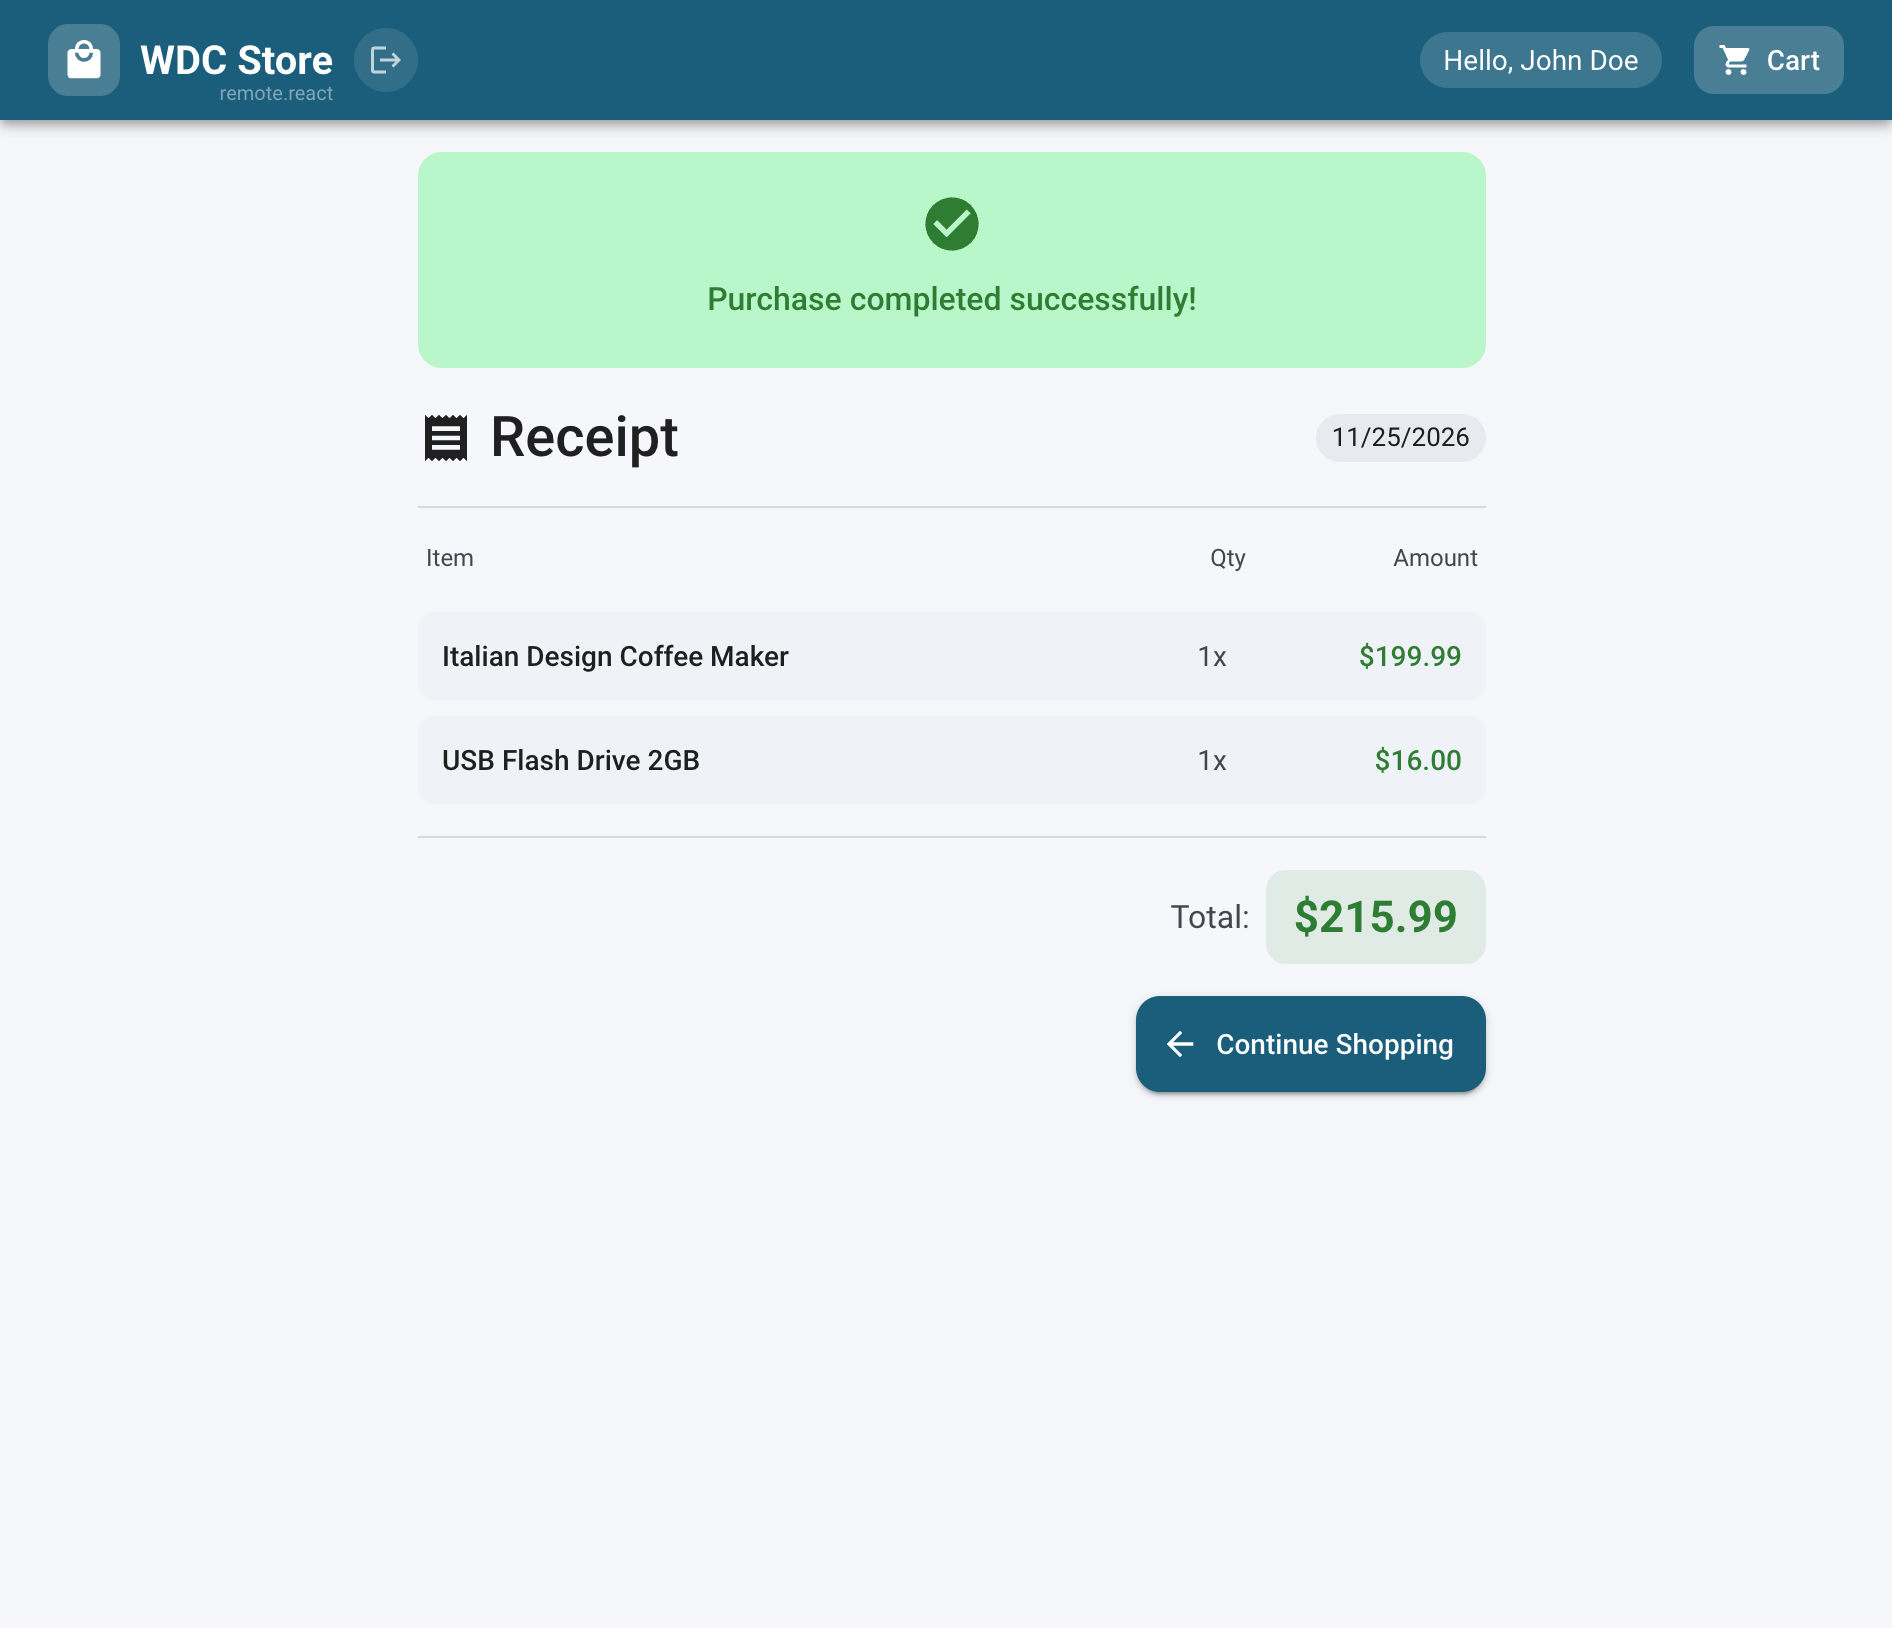 WDC Store
remote.react
Hello, John Doe
Cart
Purchase completed successfully!
Receipt
11/25/2026
Item Qty Amount
Italian Design Coffee Maker 1x $199.99
USB Flash Drive 2GB 1x $16.00
Total: $215.99
Continue Shopping